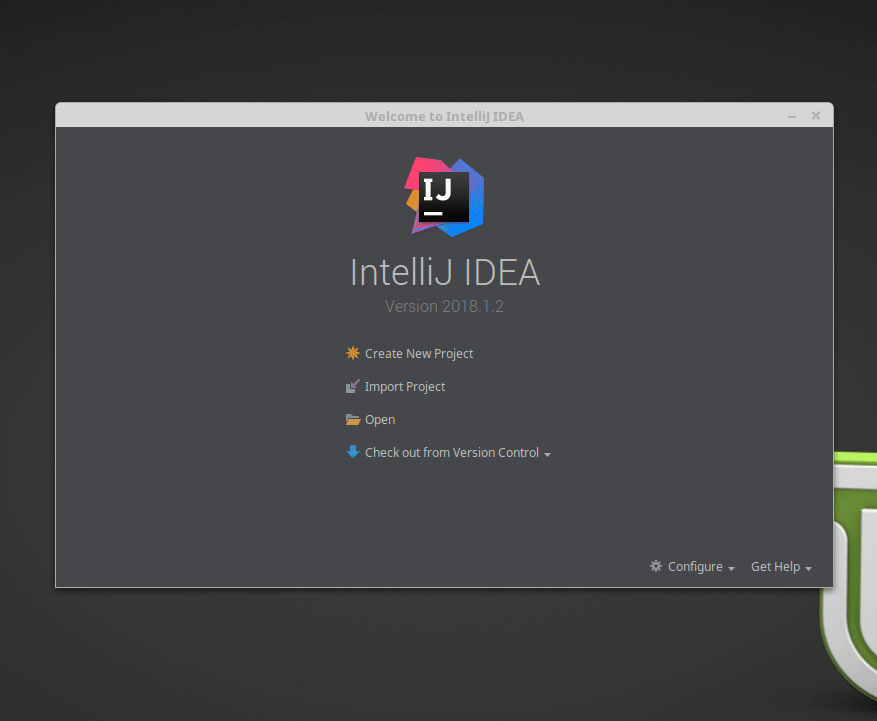 Welcome to IntelliJ IDEA
IJ
IntelliJ IDEA
Version 2018.1.2
Create New Project
Import Project
Open
Check out from Version Control
Configure
Get Help